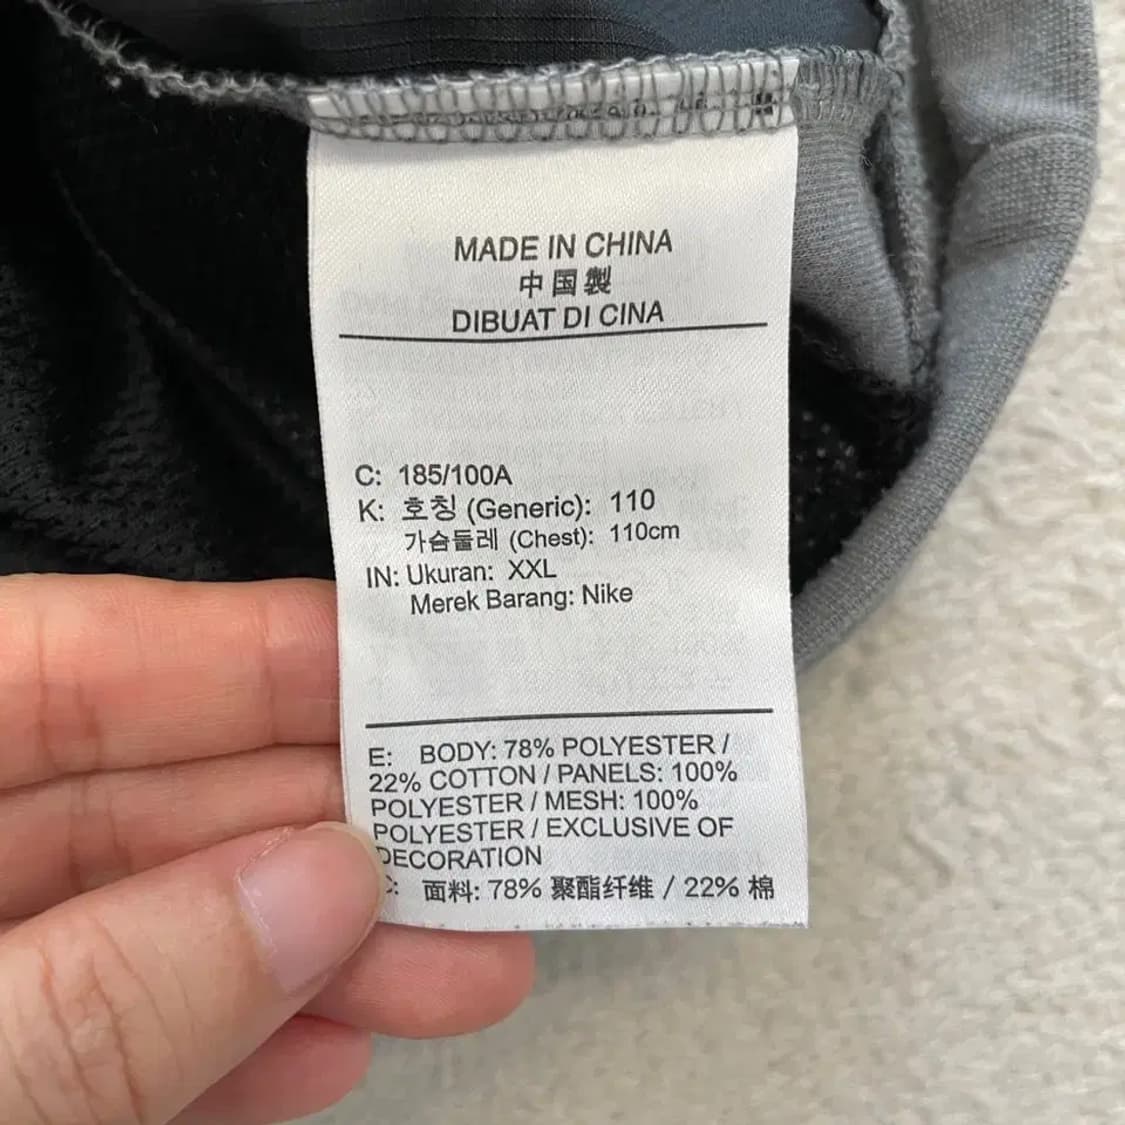 MADE IN CHINA
中国製
DIBUAT DI CINA
C: 185/100A
K: 호칭 (Generic): 110
가슴둘레 (Chest): 110cm
IN: Ukuran: XXL
Merek Barang: Nike
E: BODY: 78% POLYESTER /
22% COTTON / PANELS: 100%
POLYESTER / MESH: 100%
POLYESTER / EXCLUSIVE OF
DECORATION
C: 面料: 78% 聚酯纤维 / 22% 棉